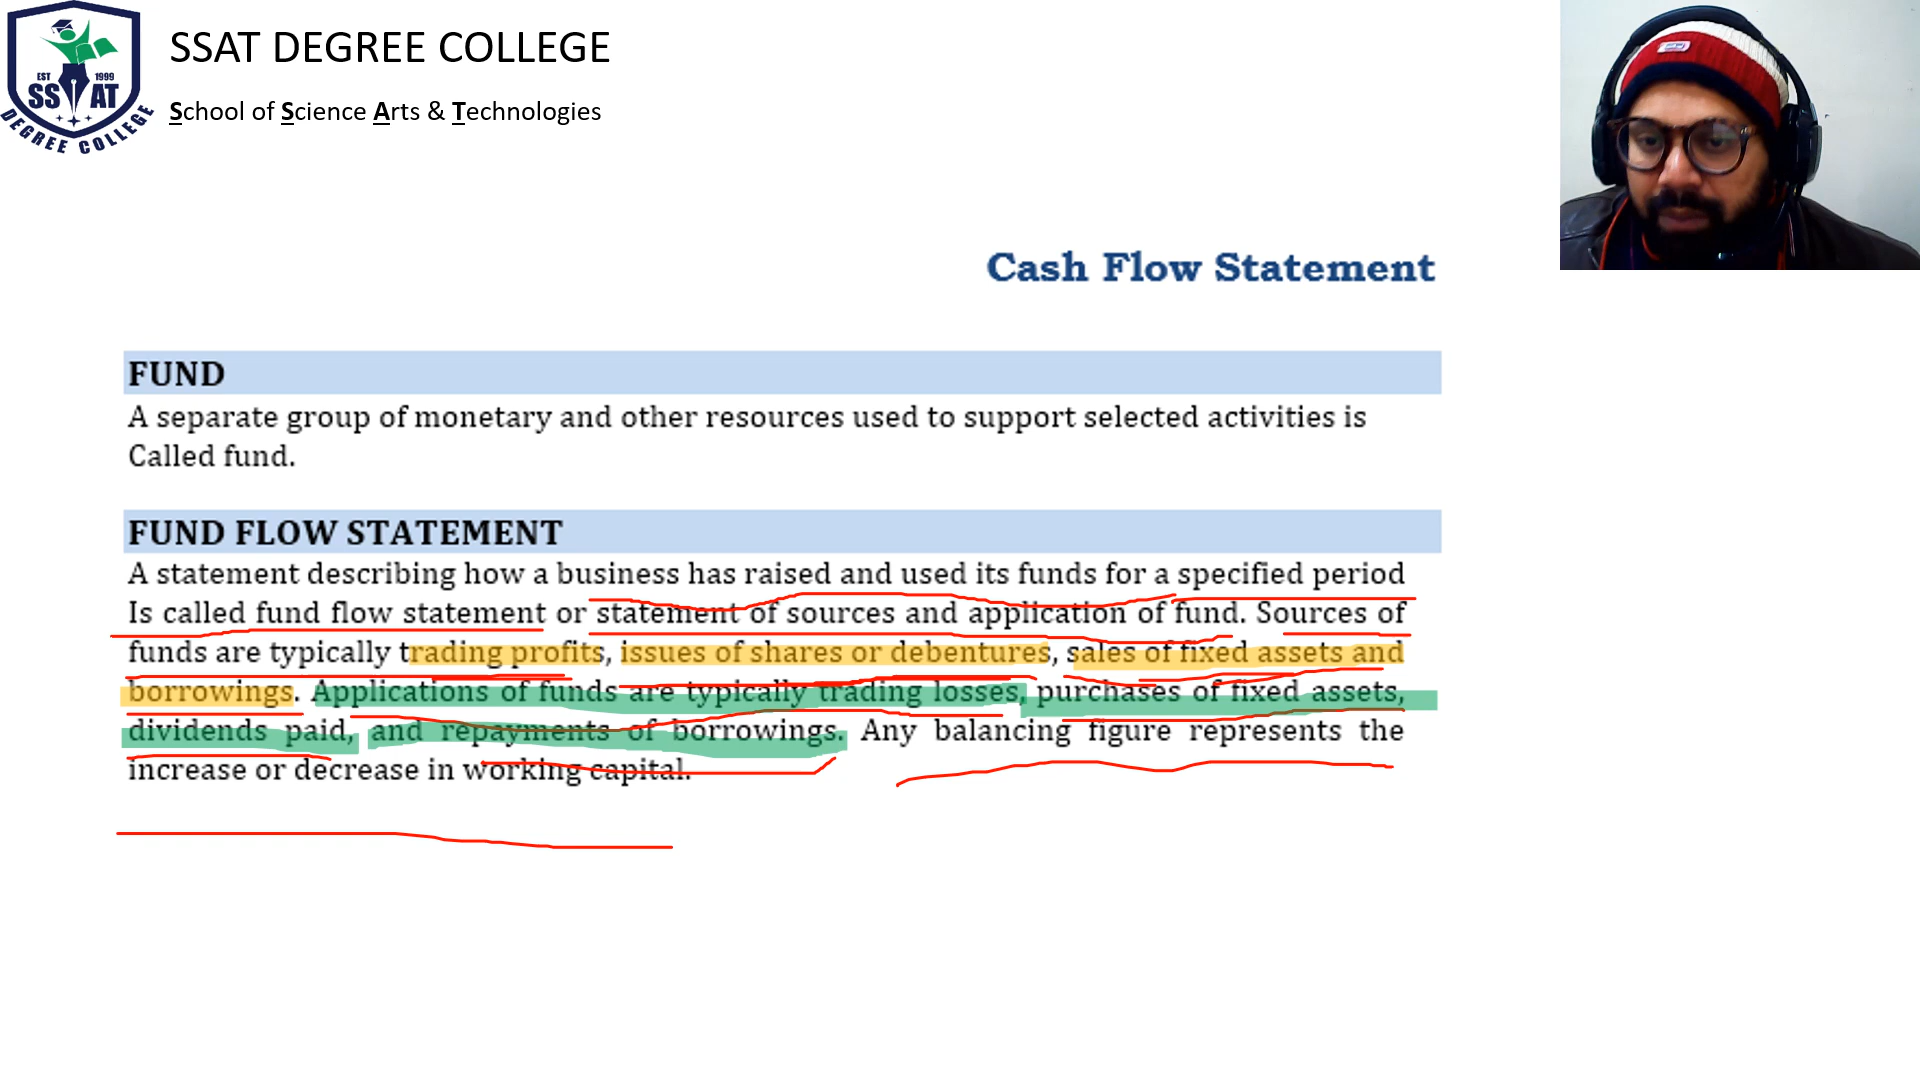 EST 1999
SS AT
DEGREE COLLEGE
SSAT DEGREE COLLEGE
School of Science Arts & Technologies
Cash Flow Statement
FUND
A separate group of monetary and other resources used to support selected activities is
Called fund.
FUND FLOW STATEMENT
A statement describing how a business has raised and used its funds for a specified period
Is called fund flow statement or statement of sources and application of fund. Sources of
funds are typically trading profits, issues of shares or debentures, sales of fixed assets and
borrowings. Applications of funds are typically trading losses, purchases of fixed assets,
dividends paid, and repayments of borrowings. Any balancing figure represents the
increase or decrease in working capital.